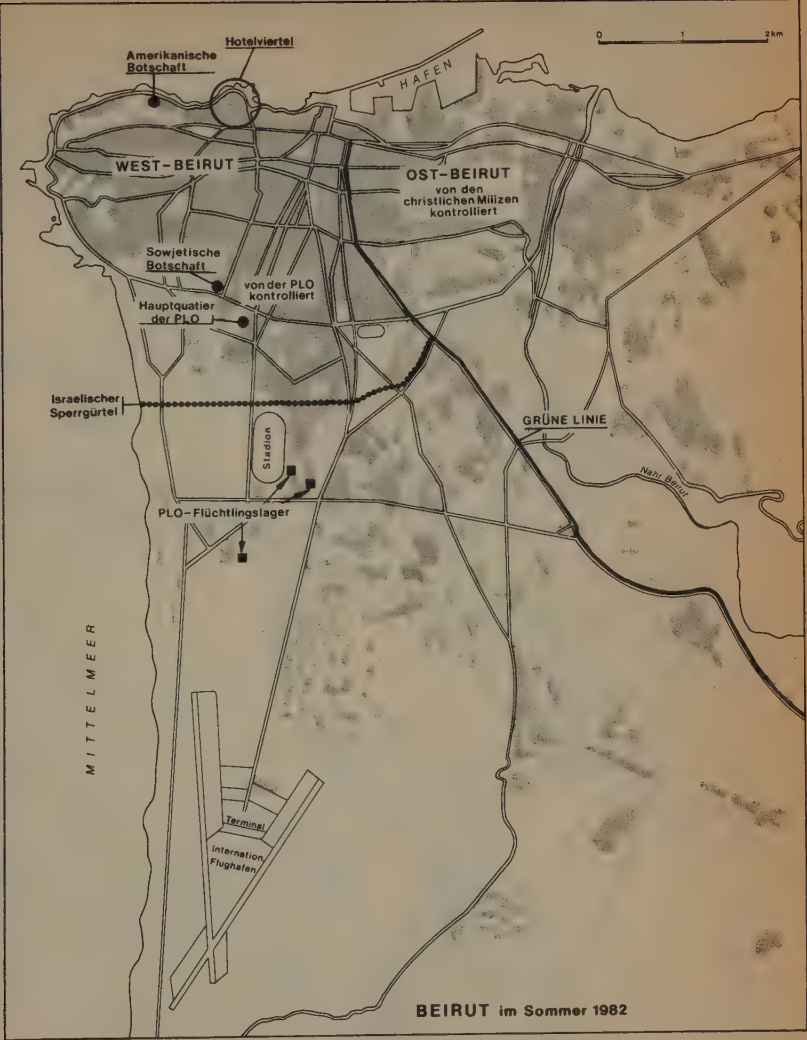 Hotelviertel
Amerikanische
Botschaft
0 1 2 km
HAFEN
WEST-BEIRUT
OST-BEIRUT
von den
christlichen Milizen
kontrolliert
Sowjetische
Botschaft
von der PLO
kontrolliert
Hauptquatier
der PLO
Israelischer
Sperrgürtel
GRÜNE LINIE
Stadion
Nahr Beirut
PLO-Flüchtlingslager
MITTELMEER
Terminal
Internation.
Flughafen
BEIRUT im Sommer 1982